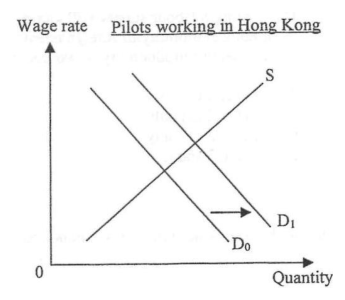 Wage rate Pilots working in Hong Kong
S
D₁
D₀
0
Quantity